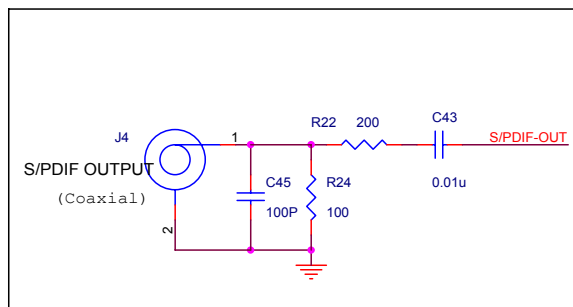 C43
R22 200
J4
1
S/PDIF-OUT
S/PDIF OUTPUT
(Coaxial)
C45
R24
0.01u
100P
100
2